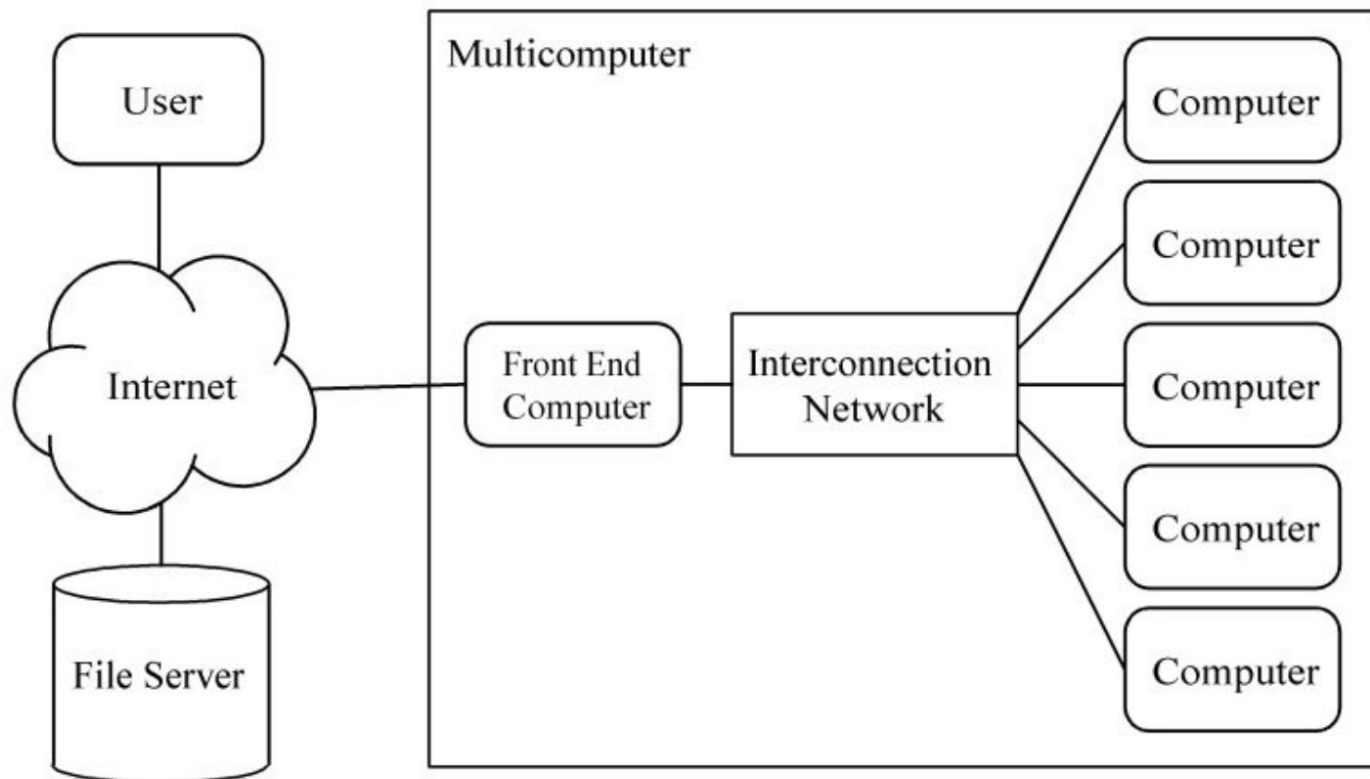 User
Internet
File Server
Multicomputer
Front End
Computer
Interconnection
Network
Computer
Computer
Computer
Computer
Computer